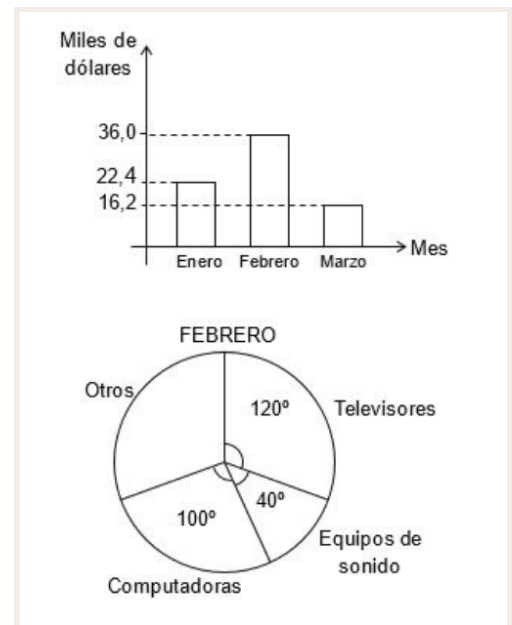 Miles de
dólares
36,0
22,4
16,2
Enero Febrero Marzo
Mes
FEBRERO
Otros
120º
Televisores
40º
100º
Equipos de
sonido
Computadoras